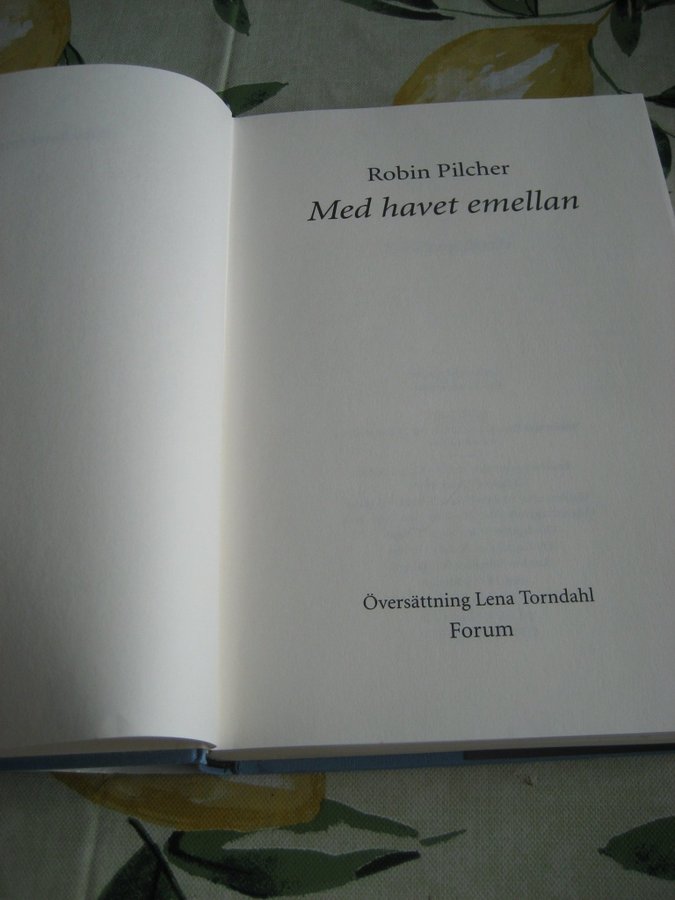 Robin Pilcher
Med havet emellan
Översättning Lena Torndahl
Forum